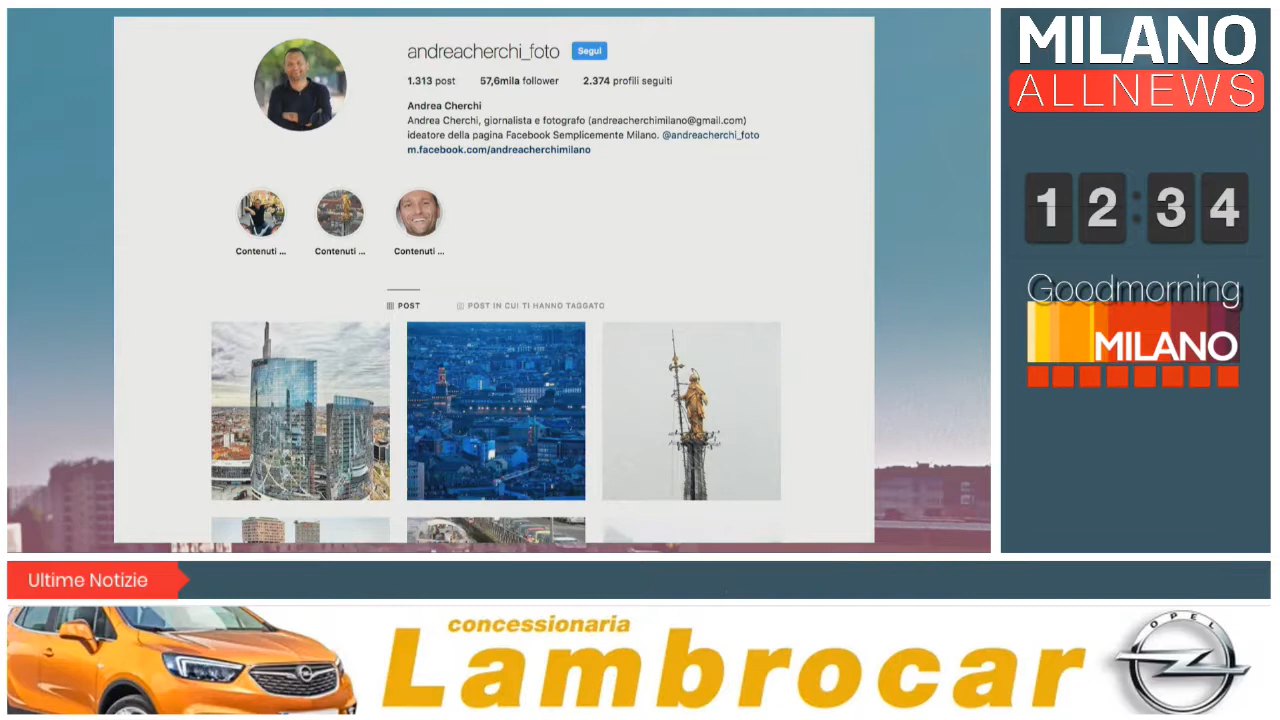 andreacherchi_foto Segui
1.313 post 57,6mila follower 2.374 profili seguiti
Andrea Cherchi
Andrea Cherchi, giornalista e fotografo (andreacherchimilano@gmail.com)
ideatore della pagina Facebook Semplicemente Milano. @andreacherchi_foto
m.facebook.com/andreacherchimilano
Contenuti ... Contenuti ... Contenuti ...
POST POST IN CUI TI HANNO TAGGATO
MILANO
ALLNEWS
12:34
Goodmorning
MILANO
Ultime Notizie
concessionaria
Lambrocar
OPEL